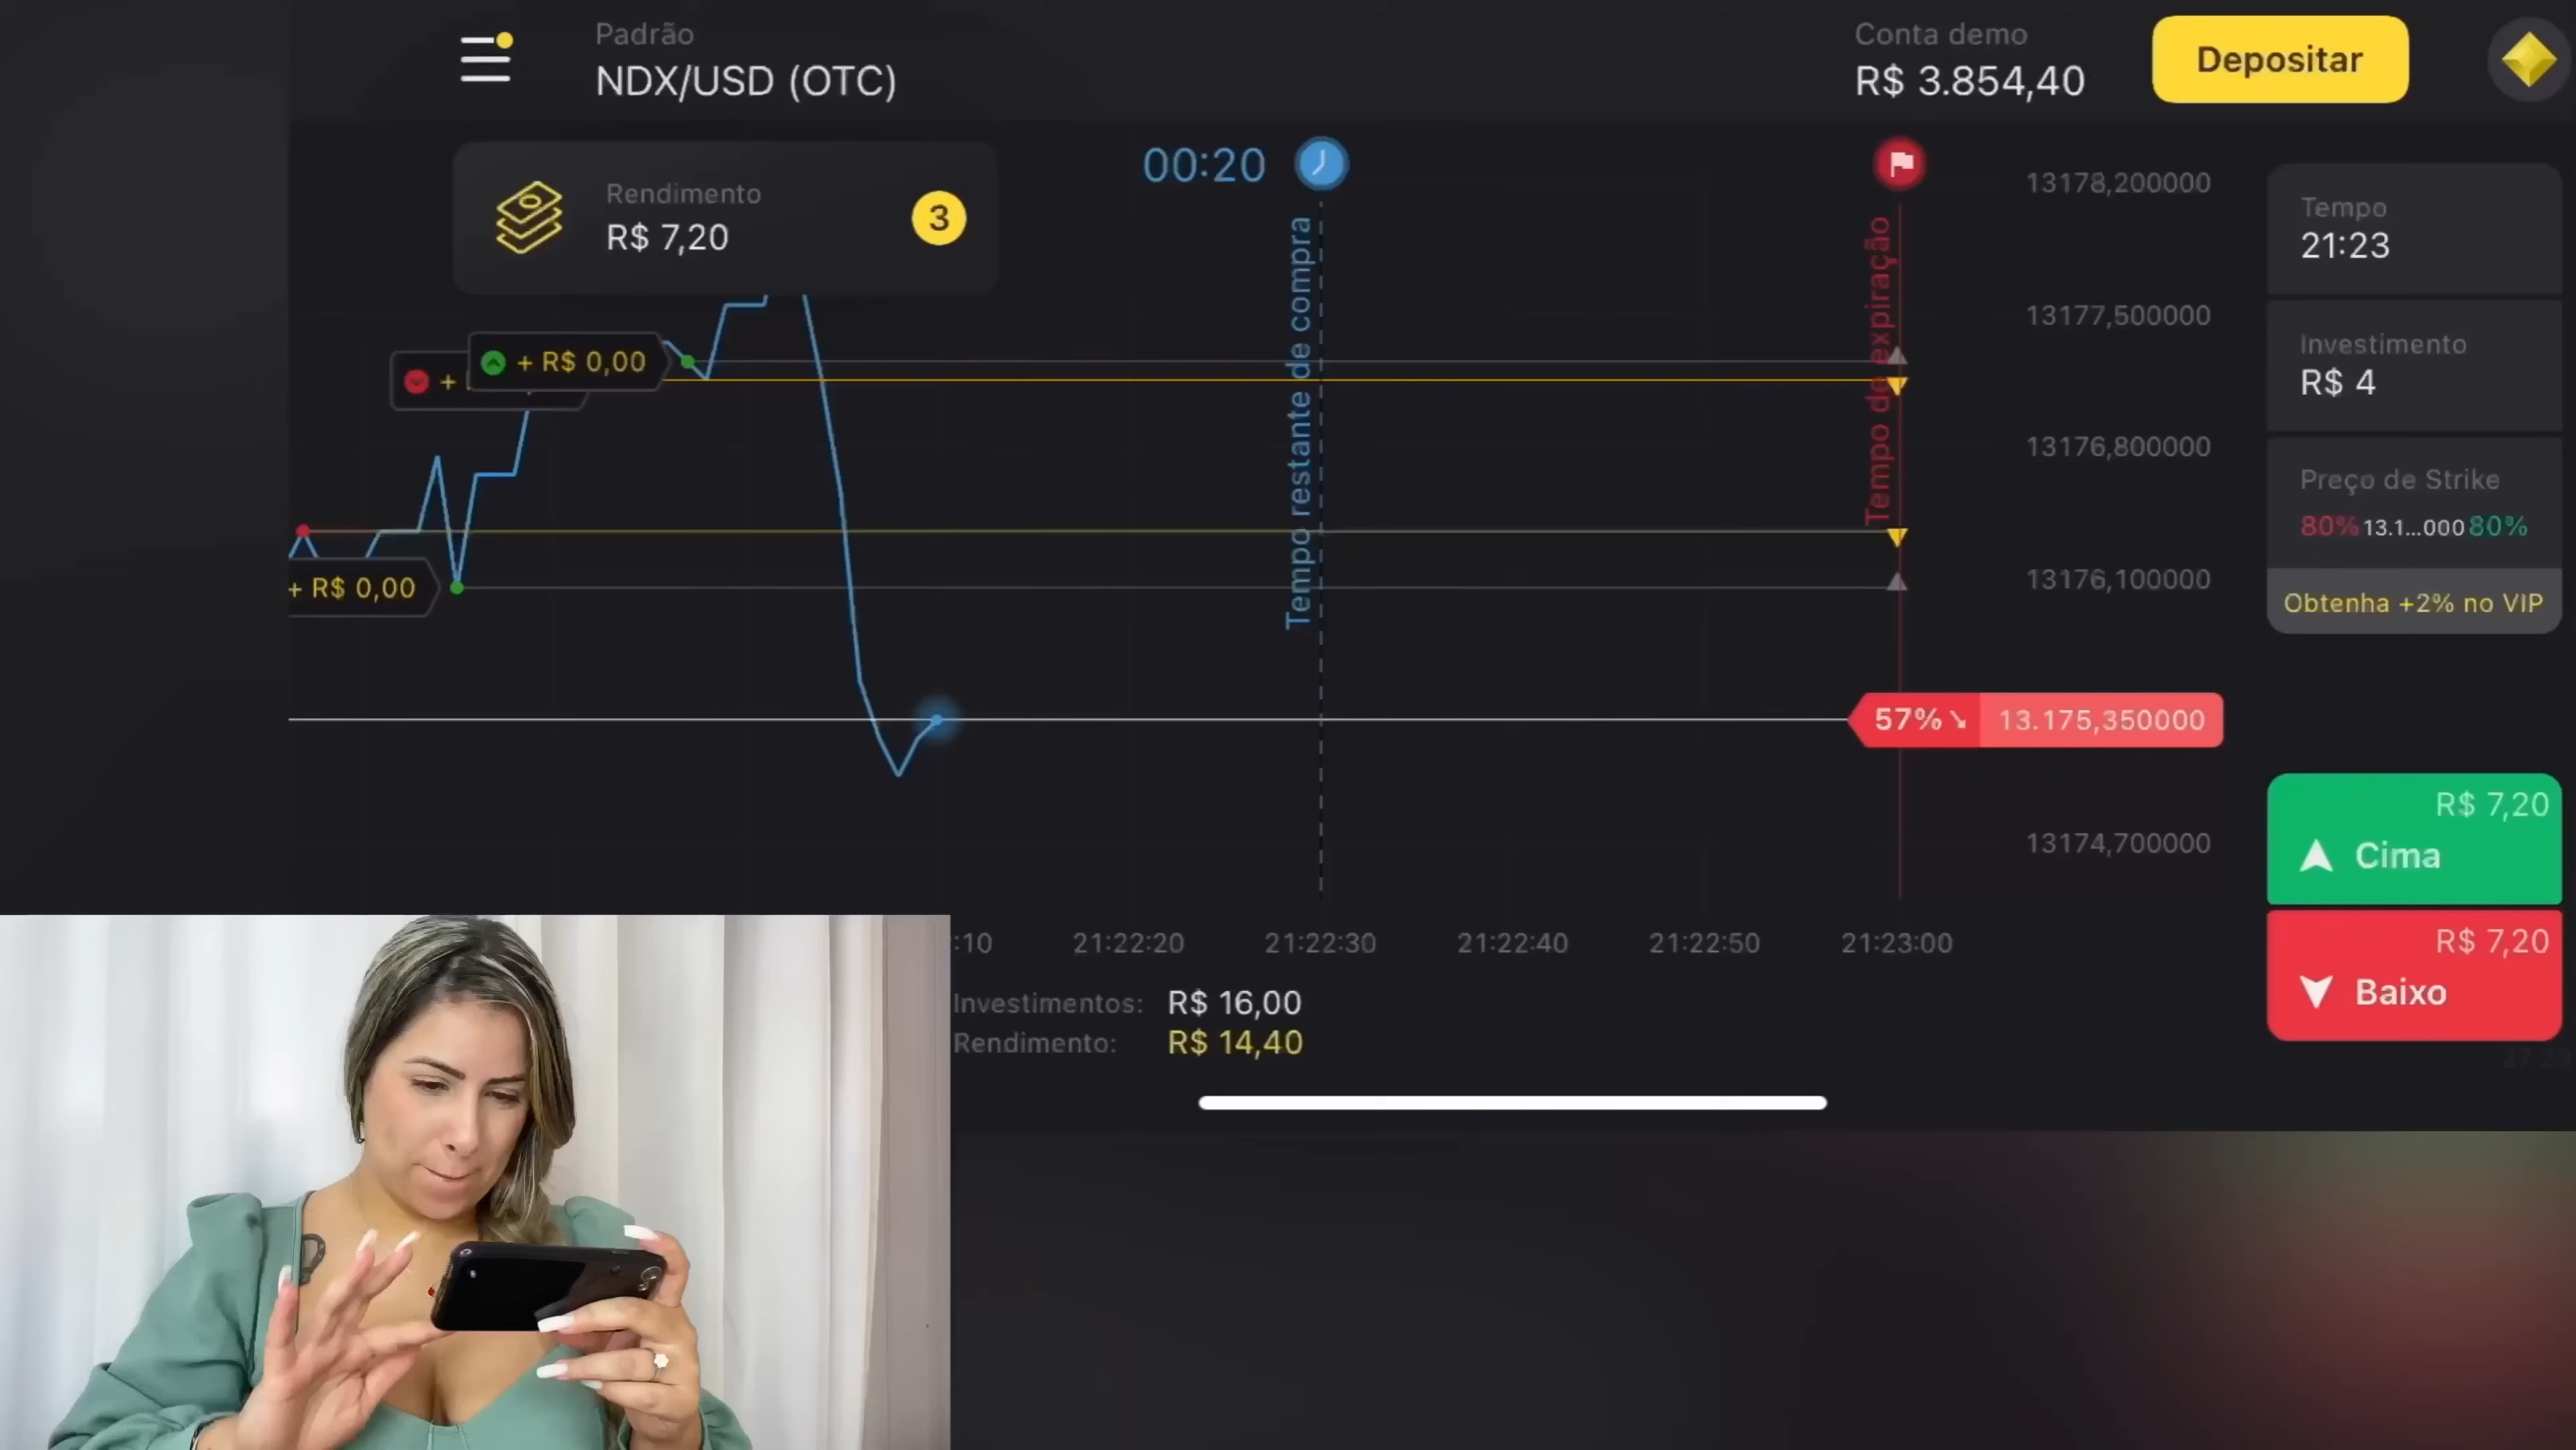 Padrão
NDX/USD (OTC)
Conta demo
R$ 3.854,40
Depositar
Rendimento
R$ 7,20
3
00:20
Tempo restante de compra
Tempo de expiração
13178,200000
13177,500000
13176,800000
13176,100000
13174,700000
+ R$ 0,00
+
+ R$ 0,00
57% 13.175,350000
Tempo
21:23
Investimento
R$ 4
Preço de Strike
80% 13.1...000 80%
Obtenha +2% no VIP
R$ 7,20
Cima
R$ 7,20
Baixo
:10 21:22:20 21:22:30 21:22:40 21:22:50 21:23:00
Investimentos: R$ 16,00
Rendimento: R$ 14,40